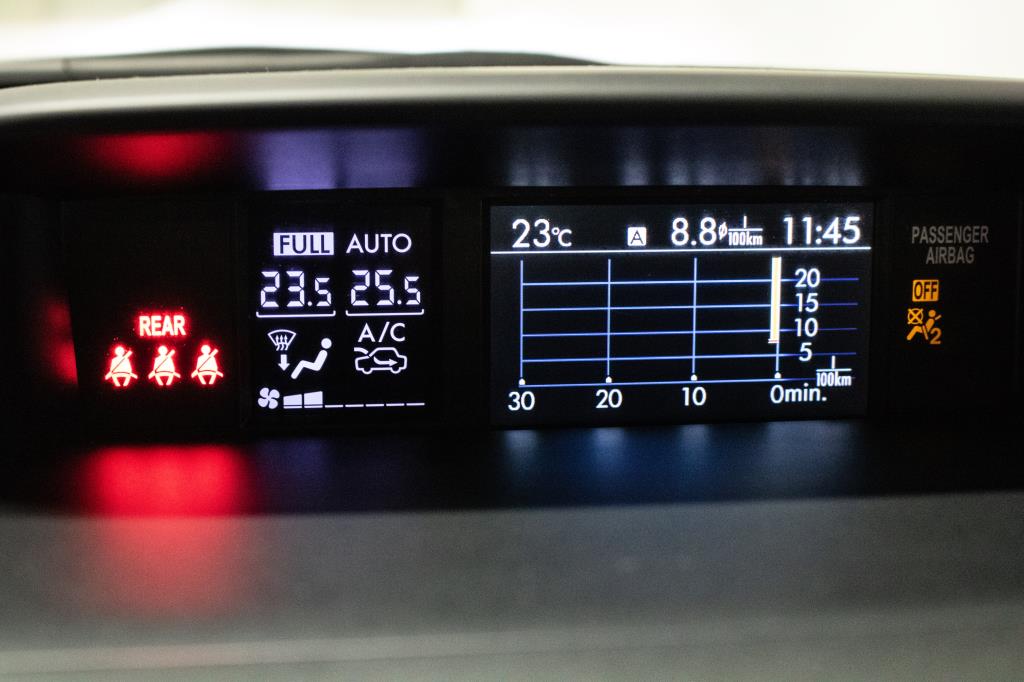 REAR
FULL AUTO
23.5 25.5
A/C
23°C A 8.8ø l/100km 11:45
20
15
10
5
l/100km
30 20 10 0min.
PASSENGER
AIRBAG
OFF
2